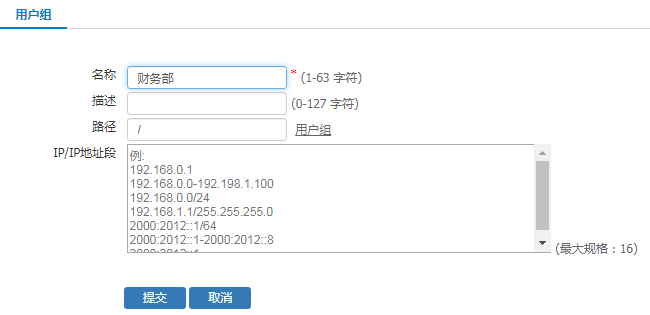 用户组
名称 财务部 * (1-63 字符)
描述 (0-127 字符)
路径 / 用户组
IP/IP地址段 例:
192.168.0.1
192.168.0.0-192.198.1.100
192.168.0.0/24
192.168.1.1/255.255.255.0
2000:2012::1/64
2000:2012::1-2000:2012::8
(最大规格：16)
提交 取消